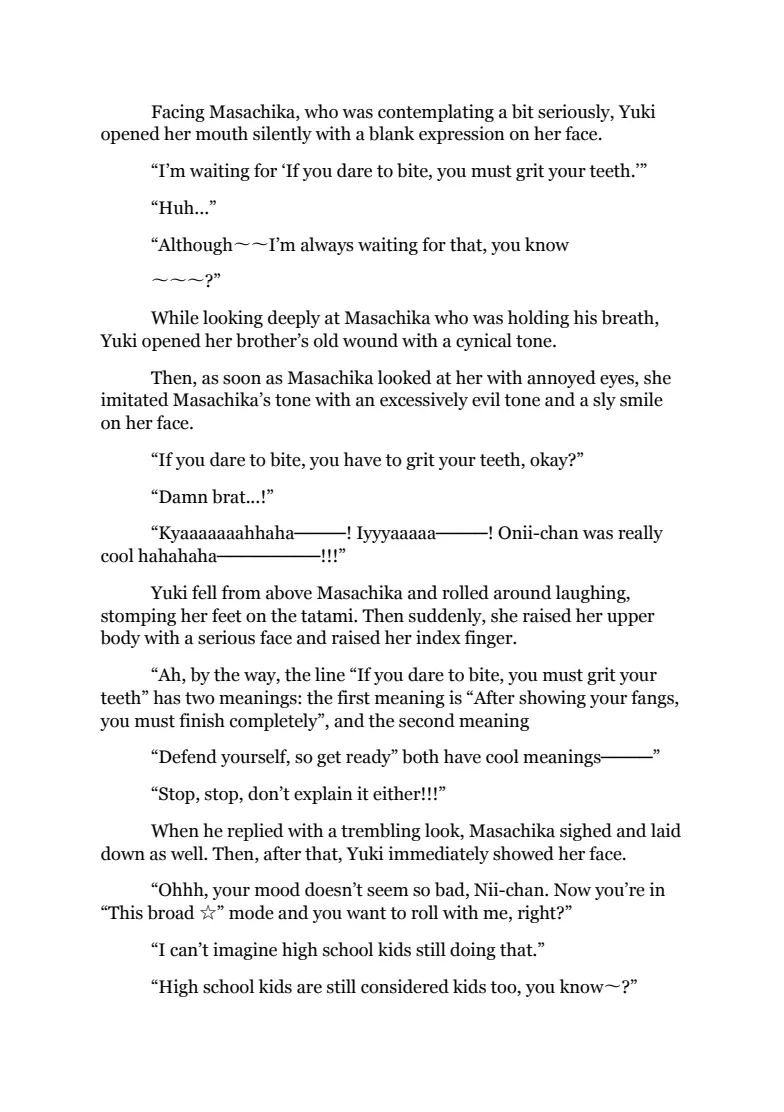 Facing Masachika, who was contemplating a bit seriously, Yuki
opened her mouth silently with a blank expression on her face.
“I’m waiting for ‘If you dare to bite, you must grit your teeth.’”
“Huh…”
“Although～～I’m always waiting for that, you know
～～～?”
While looking deeply at Masachika who was holding his breath,
Yuki opened her brother’s old wound with a cynical tone.
Then, as soon as Masachika looked at her with annoyed eyes, she
imitated Masachika’s tone with an excessively evil tone and a sly smile
on her face.
“If you dare to bite, you have to grit your teeth, okay?”
“Damn brat…!”
“Kyaaaaaaahhaha———! Iyyyaaaaa———! Onii-chan was really
cool hahahaha——————!!!”
Yuki fell from above Masachika and rolled around laughing,
stomping her feet on the tatami. Then suddenly, she raised her upper
body with a serious face and raised her index finger.
“Ah, by the way, the line “If you dare to bite, you must grit your
teeth” has two meanings: the first meaning is “After showing your fangs,
you must finish completely”, and the second meaning
“Defend yourself, so get ready” both have cool meanings———”
“Stop, stop, don’t explain it either!!!”
When he replied with a trembling look, Masachika sighed and laid
down as well. Then, after that, Yuki immediately showed her face.
“Ohhh, your mood doesn’t seem so bad, Nii-chan. Now you’re in
“This broad ☆” mode and you want to roll with me, right?”
“I can’t imagine high school kids still doing that.”
“High school kids are still considered kids too, you know～?”